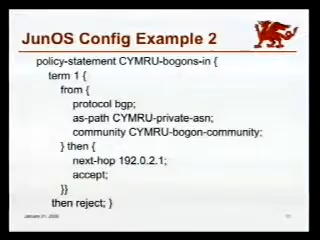 JunOS Config Example 2
policy-statement CYMRU-bogons-in {
term 1 {
from {
protocol bgp;
as-path CYMRU-private-asn;
community CYMRU-bogon-community;
} then {
next-hop 192.0.2.1;
accept;
}}
then reject; }